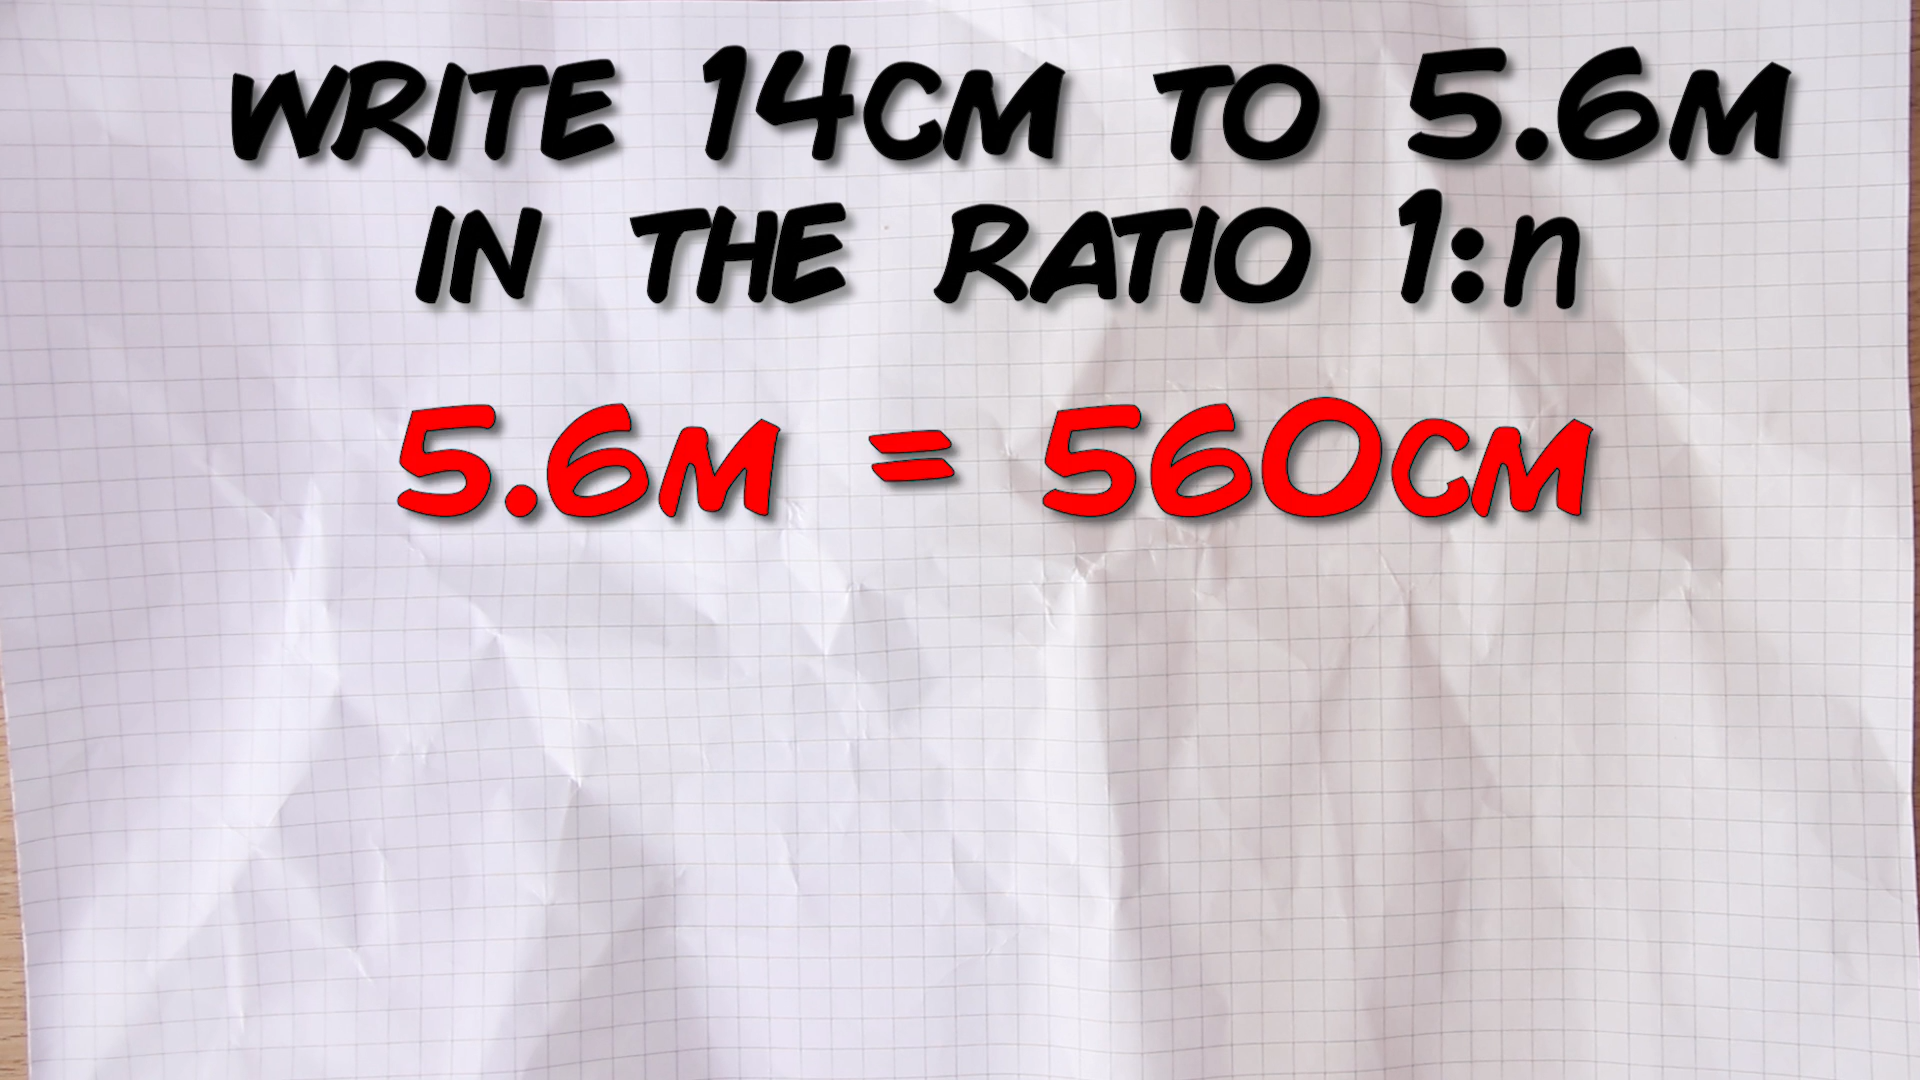 WRITE 14CM TO 5.6M
IN THE RATIO 1:n
5.6M = 560CM